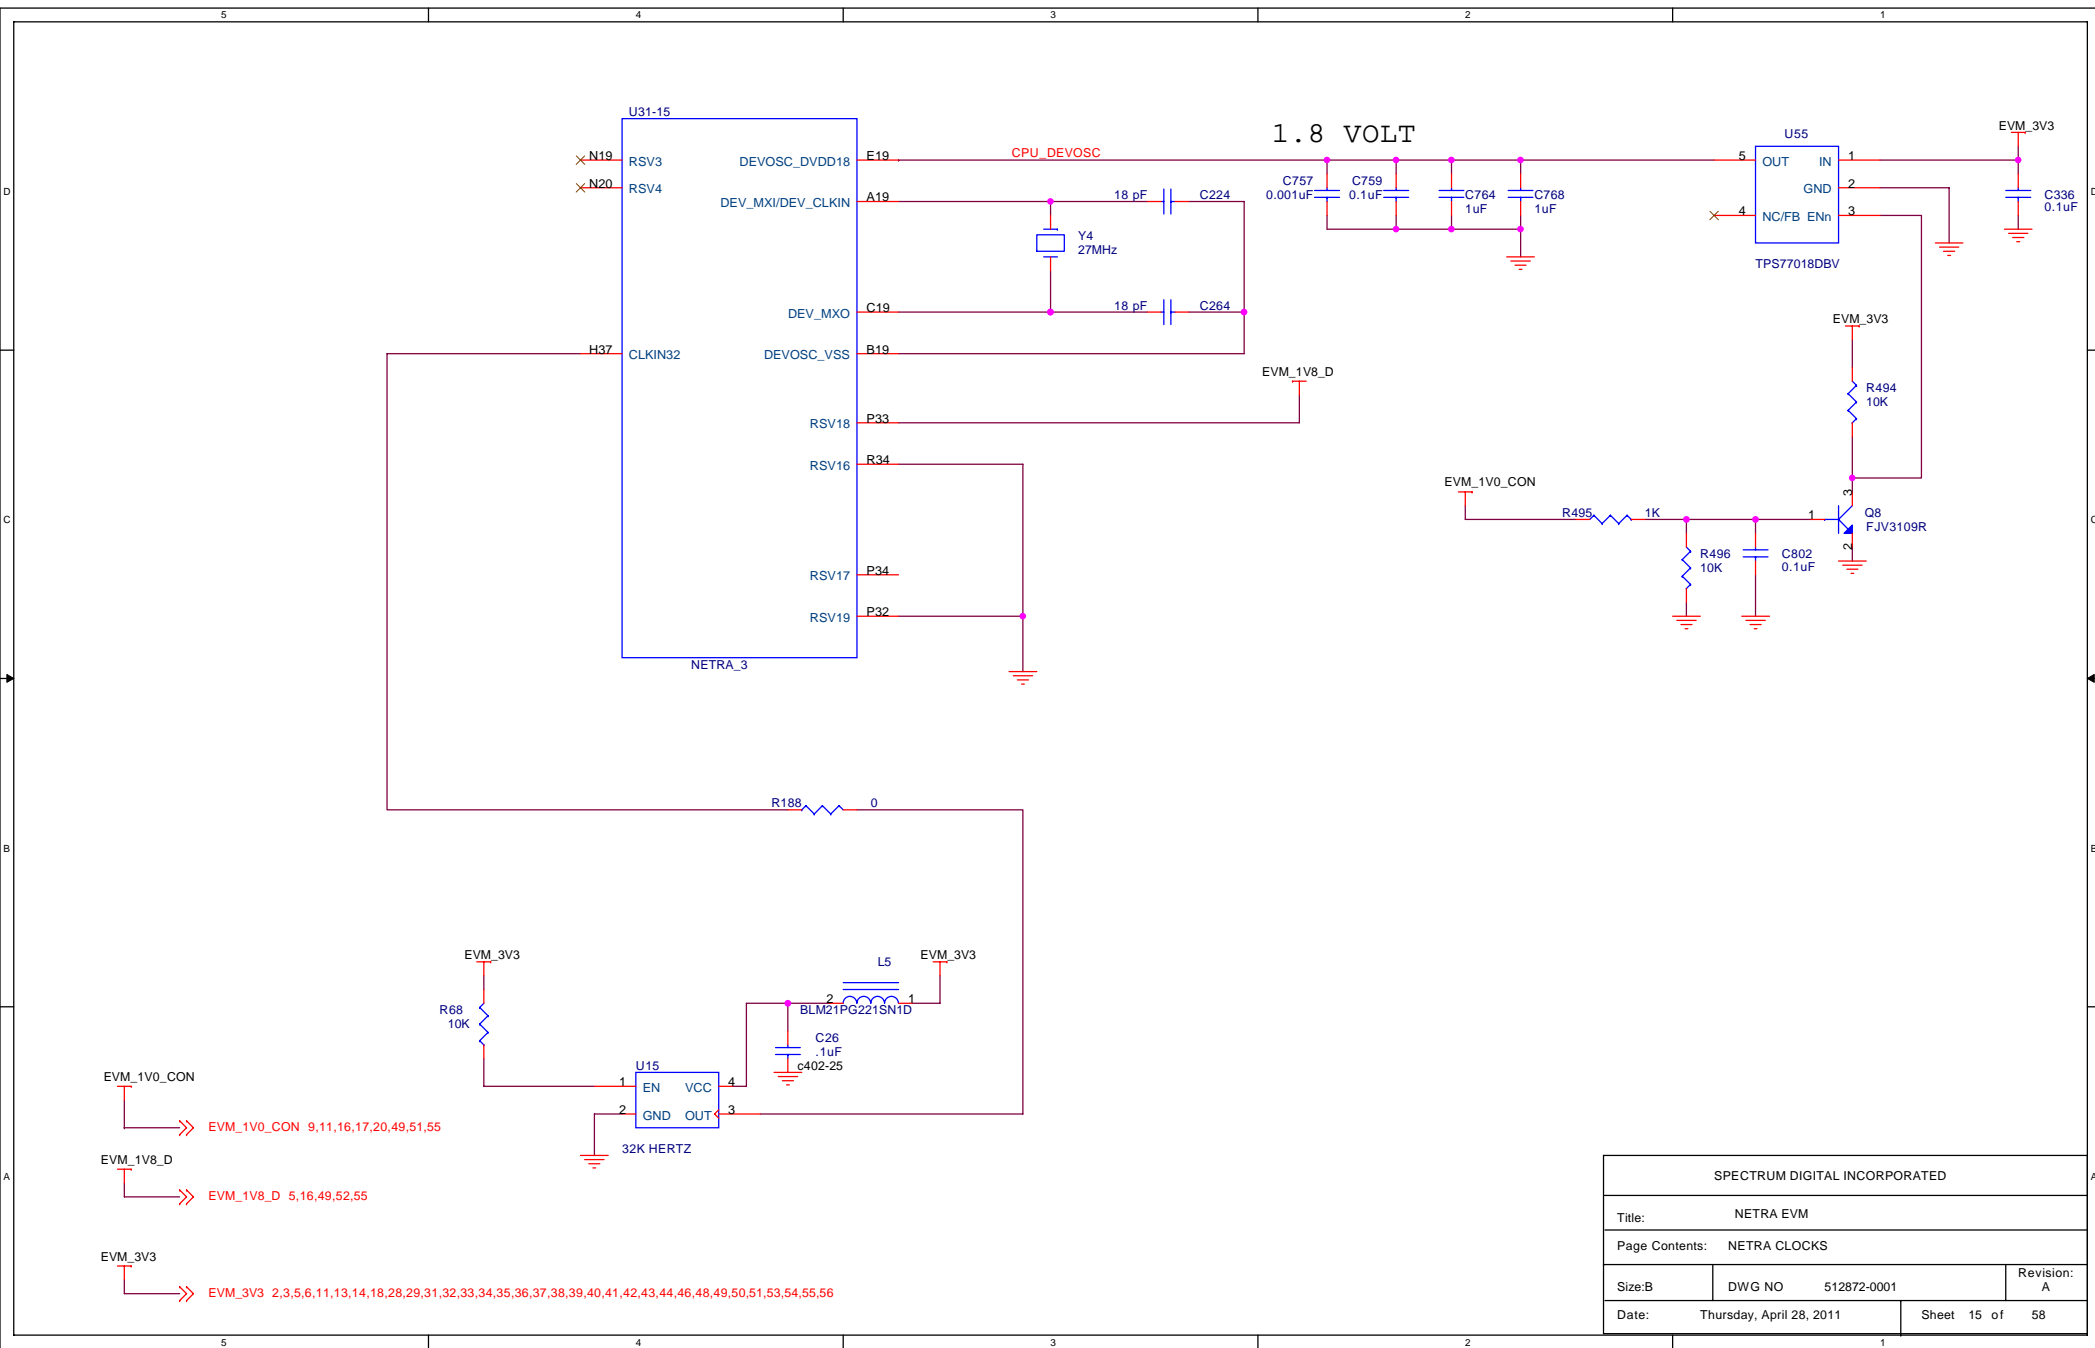 5 4 3 2 1
D
D
C
C
B
B
A
A
U31-15
N19 RSV3
N20 RSV4
H37 CLKIN32
DEVOSC_DVDD18 E19
DEV_MXI/DEV_CLKIN A19
DEV_MXO C19
DEVOSC_VSS B19
RSV18 P33
RSV16 R34
RSV17 P34
RSV19 P32
NETRA_3
CPU_DEVOSC
1.8 VOLT
18 pF C224
Y4
27MHz
18 pF C264
C757
0.001uF
C759
0.1uF
C764
1uF
C768
1uF
U55
5 OUT IN 1
GND 2
4 NC/FB ENn 3
TPS77018DBV
EVM_3V3
C336
0.1uF
EVM_3V3
R494
10K
EVM_1V8_D
EVM_1V0_CON
R495 1K
R496
10K
C802
0.1uF
1
3
2
Q8
FJV3109R
R188 0
EVM_3V3
R68
10K
L5
EVM_3V3
2 1
BLM21PG221SN1D
C26
.1uF
c402-25
U15
1 EN VCC 4
2 GND OUT 3
32K HERTZ
EVM_1V0_CON
EVM_1V0_CON 9,11,16,17,20,49,51,55
EVM_1V8_D
EVM_1V8_D 5,16,49,52,55
EVM_3V3
EVM_3V3 2,3,5,6,11,13,14,18,28,29,31,32,33,34,35,36,37,38,39,40,41,42,43,44,46,48,49,50,51,53,54,55,56
SPECTRUM DIGITAL INCORPORATED
Title: NETRA EVM
Page Contents: NETRA CLOCKS
Size:B DWG NO 512872-0001 Revision: A
Date: Thursday, April 28, 2011 Sheet 15 of 58
5 4 3 2 1